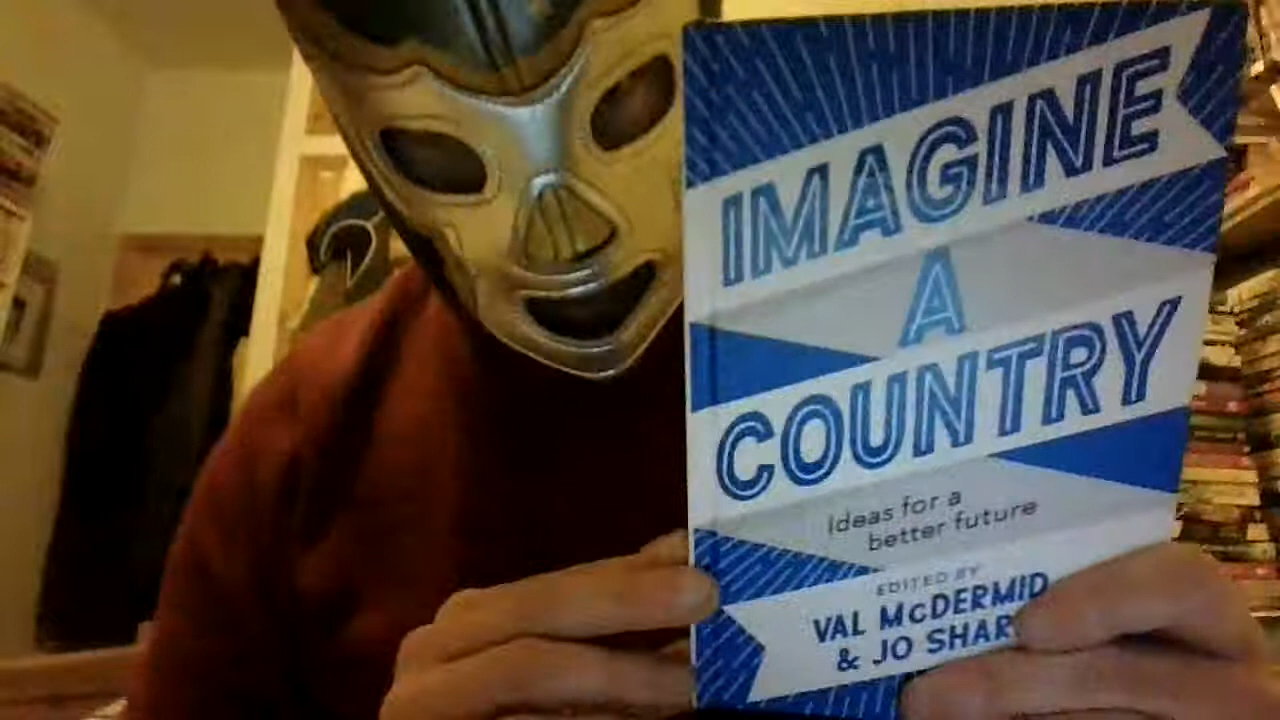 IMAGINE
A
COUNTRY
Ideas for a
better future
EDITED BY
VAL McDERMID
& JO SHAR